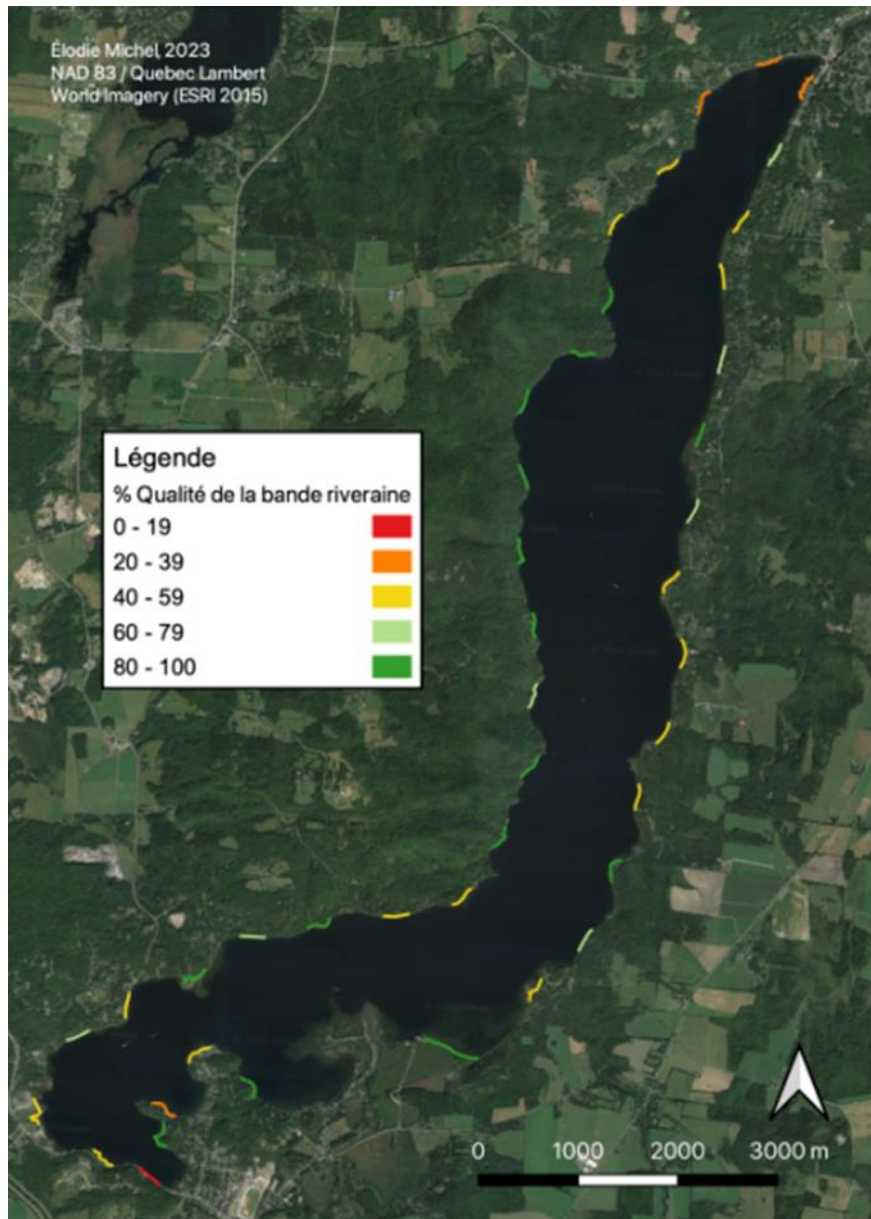 Élodie Michel, 2023
NAD 83 / Quebec Lambert
World Imagery (ESRI 2015)
Légende
% Qualité de la bande riveraine
0 - 19
20 - 39
40 - 59
60 - 79
80 - 100
0 1000 2000 3000 m